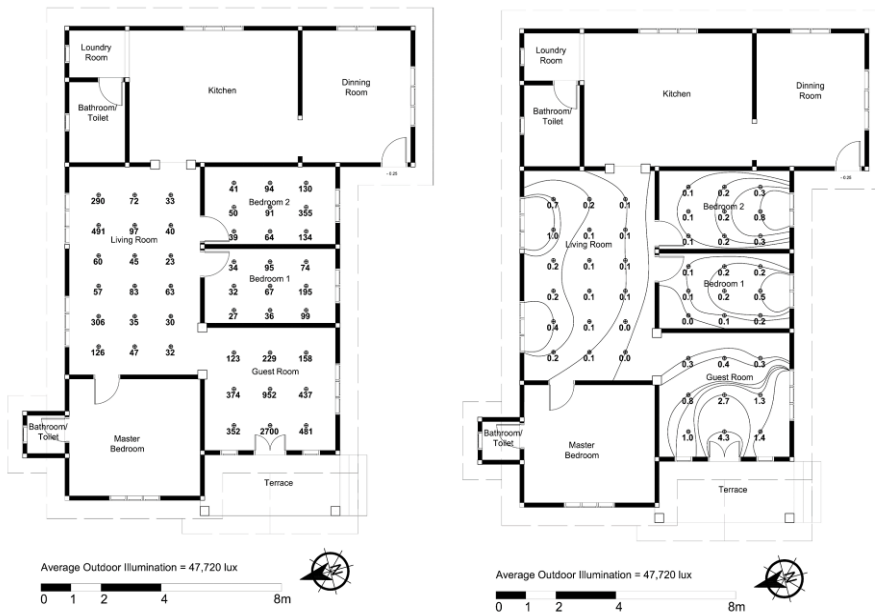 Loundry
Room
Kitchen
Dinning
Room
Bathroom/
Toilet
- 0.25
41 94 130
290 72 33
Bedroom 2
50 91 355
491 97 40
Living Room
39 64 134
60 45 23
34 95 74
Bedroom 1
57 83 63
32 67 195
306 35 30
27 36 99
126 47 32
123 229 158
Guest Room
374 952 437
Bathroom/
Toilet
Master
Bedroom
352 2700 481
Terrace
Average Outdoor Illumination = 47,720 lux
N
0 1 2 4 8m
Loundry
Room
Kitchen
Dinning
Room
Bathroom/
Toilet
- 0.25
0.1 0.2 0.3
0.7 0.2 0.1
Bedroom 2
0.1 0.2 0.8
1.0 0.1 0.1
Living Room
0.1 0.2 0.3
0.2 0.1 0.1
0.1 0.2 0.2
Bedroom 1
0.2 0.1 0.1
0.1 0.2 0.5
0.4 0.1 0.0
0.0 0.1 0.2
0.2 0.1 0.0
0.3 0.4 0.3
Guest Room
0.8 2.7 1.3
Bathroom/
Toilet
Master
Bedroom
1.0 4.3 1.4
Terrace
Average Outdoor Illumination = 47,720 lux
N
0 1 2 4 8m